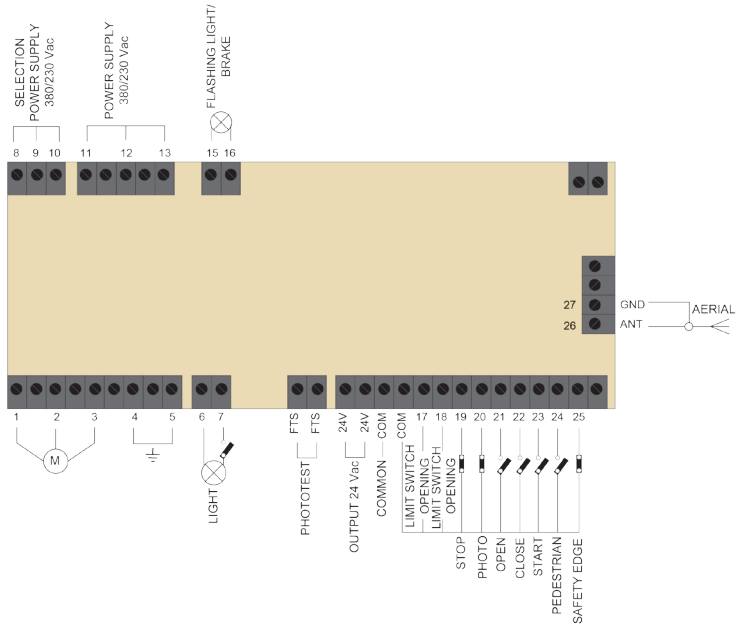 SELECTION
POWER SUPPLY
380/230 Vac
POWER SUPPLY
380/230 Vac
FLASHING LIGHT/
BRAKE
8 9 10 11 12 13 15 16
27 GND
AERIAL
26 ANT
1 2 3 4 5 6 7 FTS FTS 24V 24V COM COM 17 18 19 20 21 22 23 24 25
M
LIGHT
PHOTOTEST
OUTPUT 24 Vac
COMMON
LIMIT SWITCH
OPENING
LIMIT SWITCH
OPENING
STOP
PHOTO
OPEN
CLOSE
START
PEDESTRIAN
SAFETY EDGE